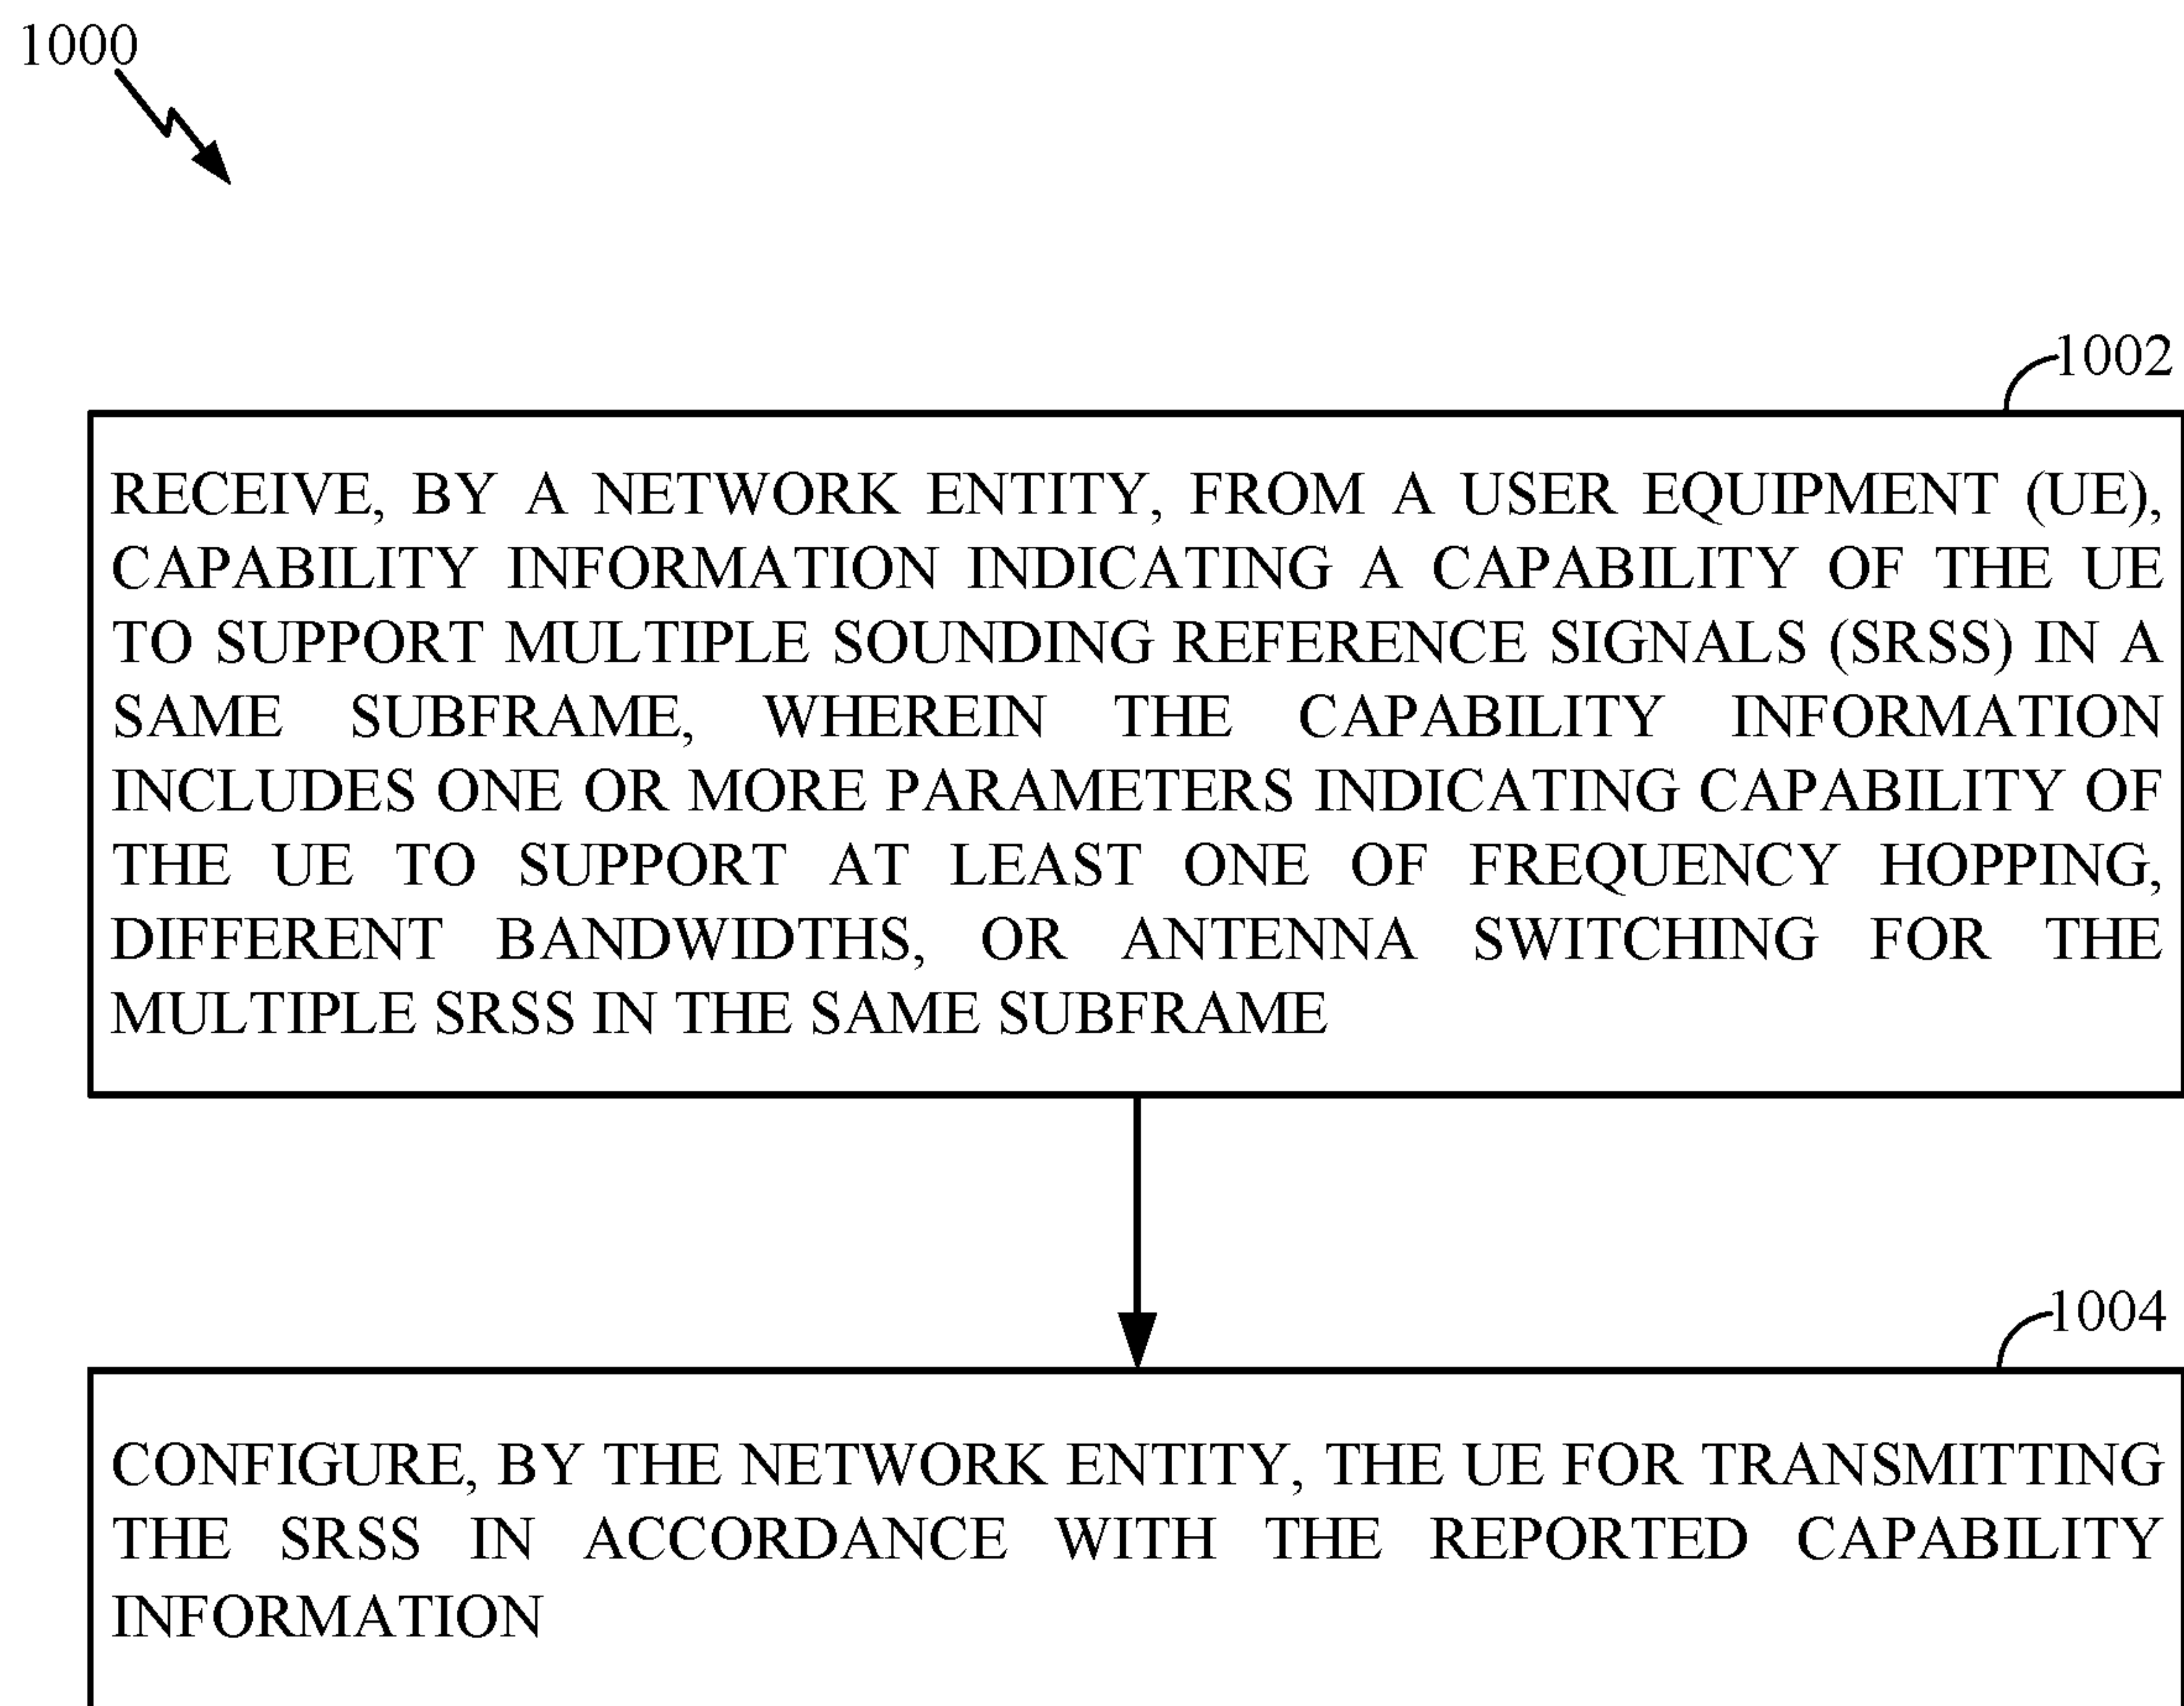 1000
1002
RECEIVE, BY A NETWORK ENTITY, FROM A USER EQUIPMENT (UE),
CAPABILITY INFORMATION INDICATING A CAPABILITY OF THE UE
TO SUPPORT MULTIPLE SOUNDING REFERENCE SIGNALS (SRSS) IN A
SAME SUBFRAME, WHEREIN THE CAPABILITY INFORMATION
INCLUDES ONE OR MORE PARAMETERS INDICATING CAPABILITY OF
THE UE TO SUPPORT AT LEAST ONE OF FREQUENCY HOPPING,
DIFFERENT BANDWIDTHS, OR ANTENNA SWITCHING FOR THE
MULTIPLE SRSS IN THE SAME SUBFRAME
1004
CONFIGURE, BY THE NETWORK ENTITY, THE UE FOR TRANSMITTING
THE SRSS IN ACCORDANCE WITH THE REPORTED CAPABILITY
INFORMATION